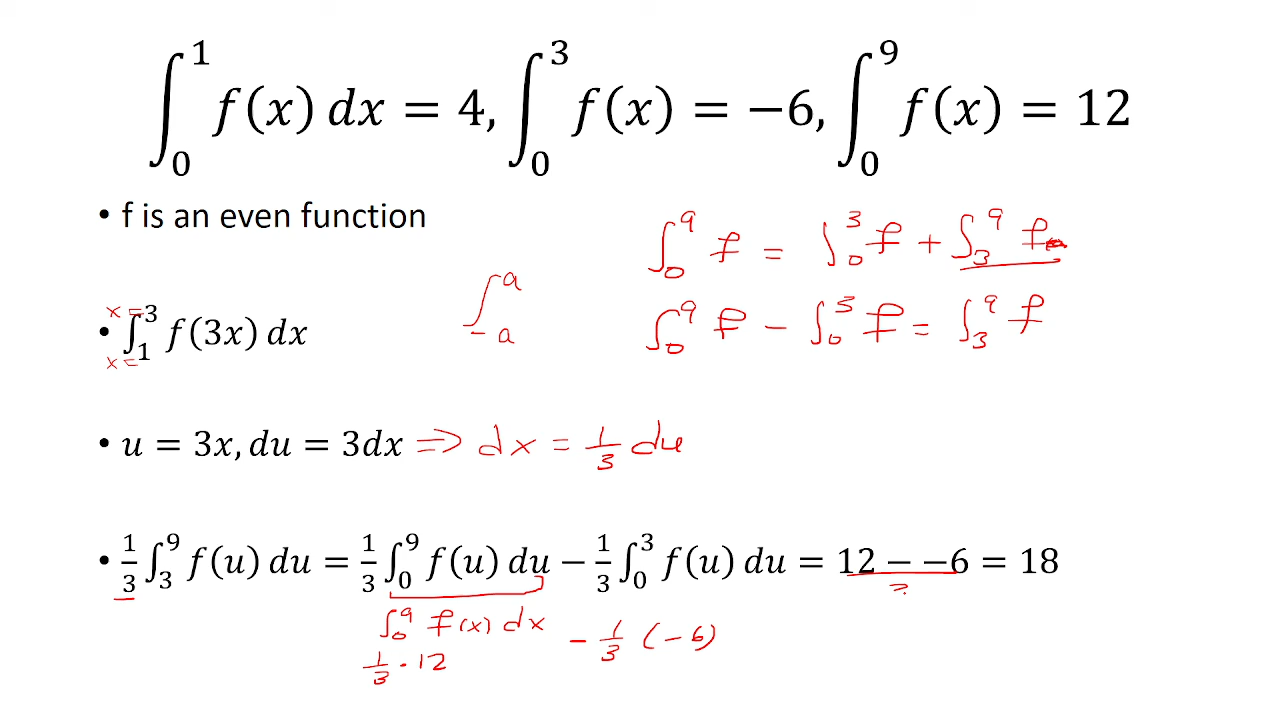 ∫₀¹ f(x) dx = 4, ∫₀³ f(x) = −6, ∫₀⁹ f(x) = 12
• f is an even function
∫₀⁹ f = ∫₀³ f + ∫₃⁹ f
∫₋ₐᵃ
∫₀⁹ f − ∫₀³ f = ∫₃⁹ f
x =
• ∫₁³ f(3x) dx
x =
• u = 3x, du = 3dx ⇒ dx = 1/3 du
• 1/3 ∫₃⁹ f(u) du = 1/3 ∫₀⁹ f(u) du − 1/3 ∫₀³ f(u) du = 12 − −6 = 18
∫₀⁹ f(x) dx
− 1/3 (−6)
1/3 · 12